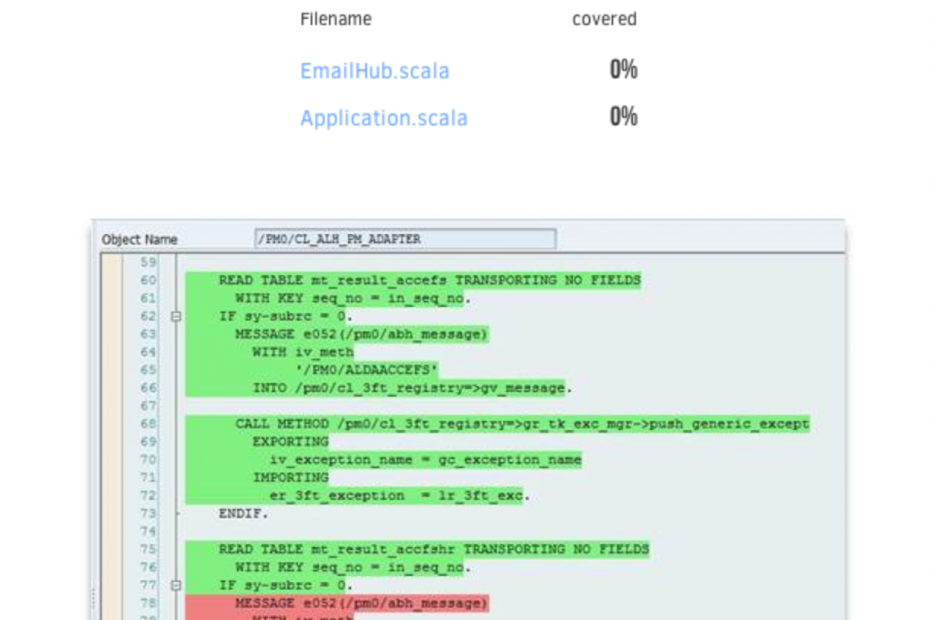 Filename covered
EmailHub.scala 0%
Application.scala 0%
Object Name /PM0/CL_ALH_PM_ADAPTER
59
60 READ TABLE mt_result_accefs TRANSPORTING NO FIELDS
61 WITH KEY seq_no = in_seq_no.
62 IF sy-subrc = 0.
63 MESSAGE e052(/pm0/abh_message)
64 WITH iv_meth
65 '/PM0/ALDAACCEFS'
66 INTO /pm0/cl_3ft_registry=>gv_message.
67
68 CALL METHOD /pm0/cl_3ft_registry=>gr_tk_exc_mgr->push_generic_except
69 EXPORTING
70 iv_exception_name = gc_exception_name
71 IMPORTING
72 er_3ft_exception = lr_3ft_exc.
73 ENDIF.
74
75 READ TABLE mt_result_accfshr TRANSPORTING NO FIELDS
76 WITH KEY seq_no = in_seq_no.
77 IF sy-subrc = 0.
78 MESSAGE e052(/pm0/abh_message)
79 WITH iv_meth